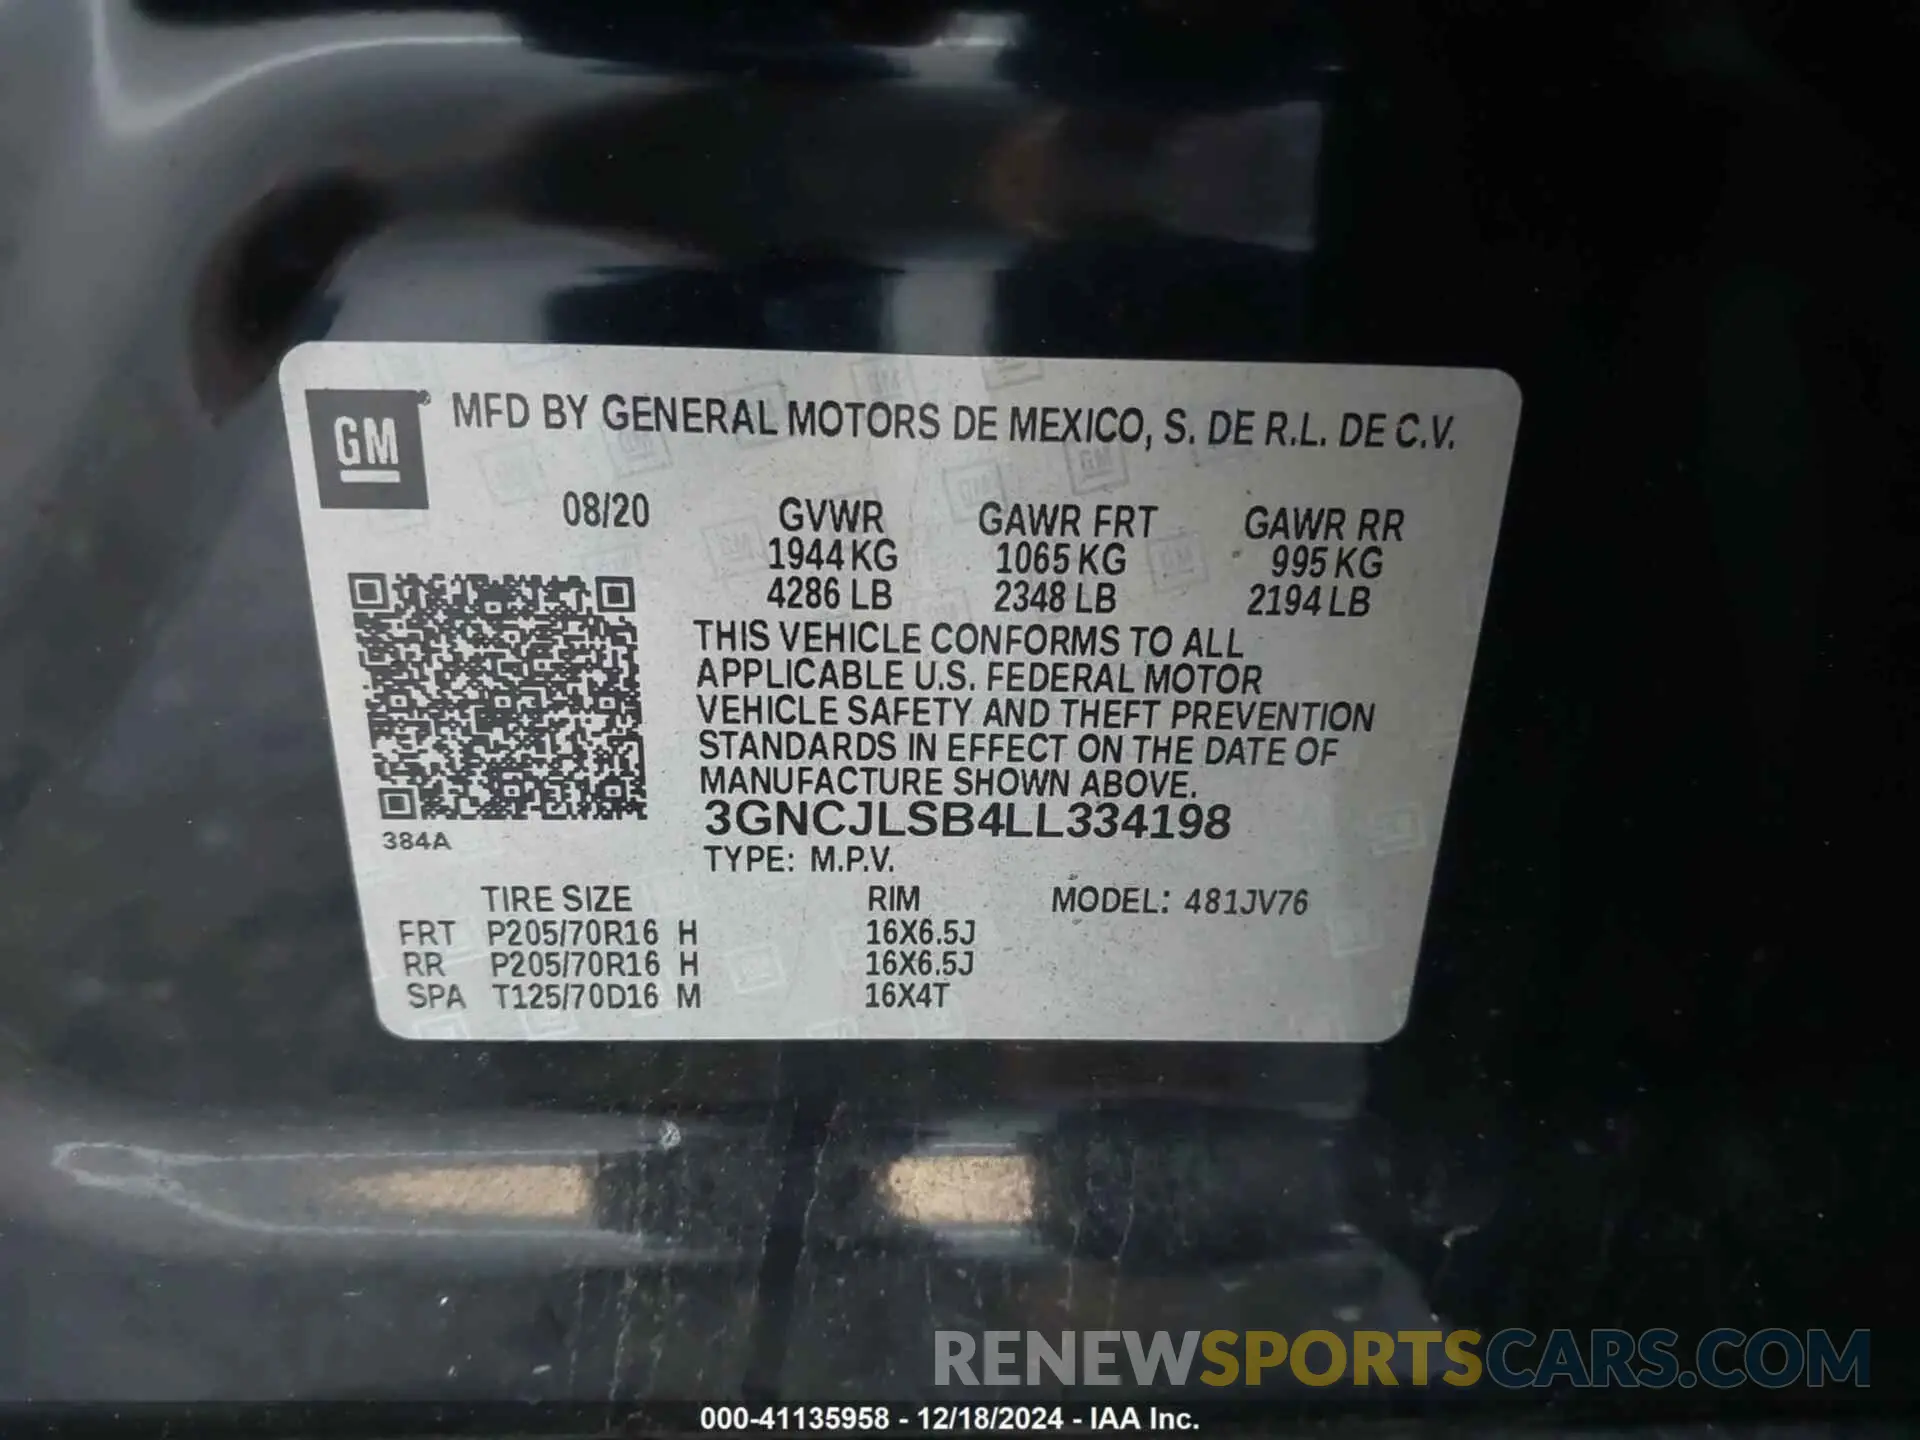 GM® MFD BY GENERAL MOTORS DE MEXICO, S. DE R.L. DE C.V.
08/20 GVWR GAWR FRT GAWR RR
1944 KG 1065 KG 995 KG
4286 LB 2348 LB 2194 LB
THIS VEHICLE CONFORMS TO ALL
APPLICABLE U.S. FEDERAL MOTOR
VEHICLE SAFETY AND THEFT PREVENTION
STANDARDS IN EFFECT ON THE DATE OF
MANUFACTURE SHOWN ABOVE.
3GNCJLSB4LL334198
384A
TYPE: M.P.V.
TIRE SIZE RIM MODEL: 481JV76
FRT P205/70R16 H 16X6.5J
RR P205/70R16 H 16X6.5J
SPA T125/70D16 M 16X4T
RENEWSPORTSCARS.COM
000-41135958 - 12/18/2024 - IAA Inc.